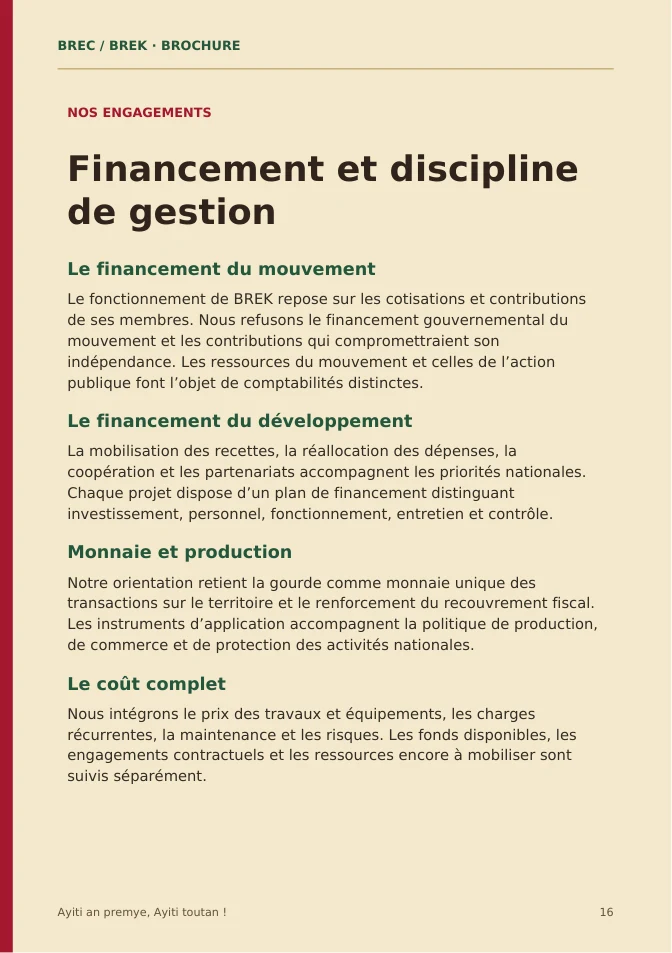 BREC / BREK · BROCHURE
NOS ENGAGEMENTS
Financement et discipline
de gestion
Le financement du mouvement
Le fonctionnement de BREK repose sur les cotisations et contributions
de ses membres. Nous refusons le financement gouvernemental du
mouvement et les contributions qui compromettraient son
indépendance. Les ressources du mouvement et celles de l’action
publique font l’objet de comptabilités distinctes.
Le financement du développement
La mobilisation des recettes, la réallocation des dépenses, la
coopération et les partenariats accompagnent les priorités nationales.
Chaque projet dispose d’un plan de financement distinguant
investissement, personnel, fonctionnement, entretien et contrôle.
Monnaie et production
Notre orientation retient la gourde comme monnaie unique des
transactions sur le territoire et le renforcement du recouvrement fiscal.
Les instruments d’application accompagnent la politique de production,
de commerce et de protection des activités nationales.
Le coût complet
Nous intégrons le prix des travaux et équipements, les charges
récurrentes, la maintenance et les risques. Les fonds disponibles, les
engagements contractuels et les ressources encore à mobiliser sont
suivis séparément.
Ayiti an premye, Ayiti toutan !
16